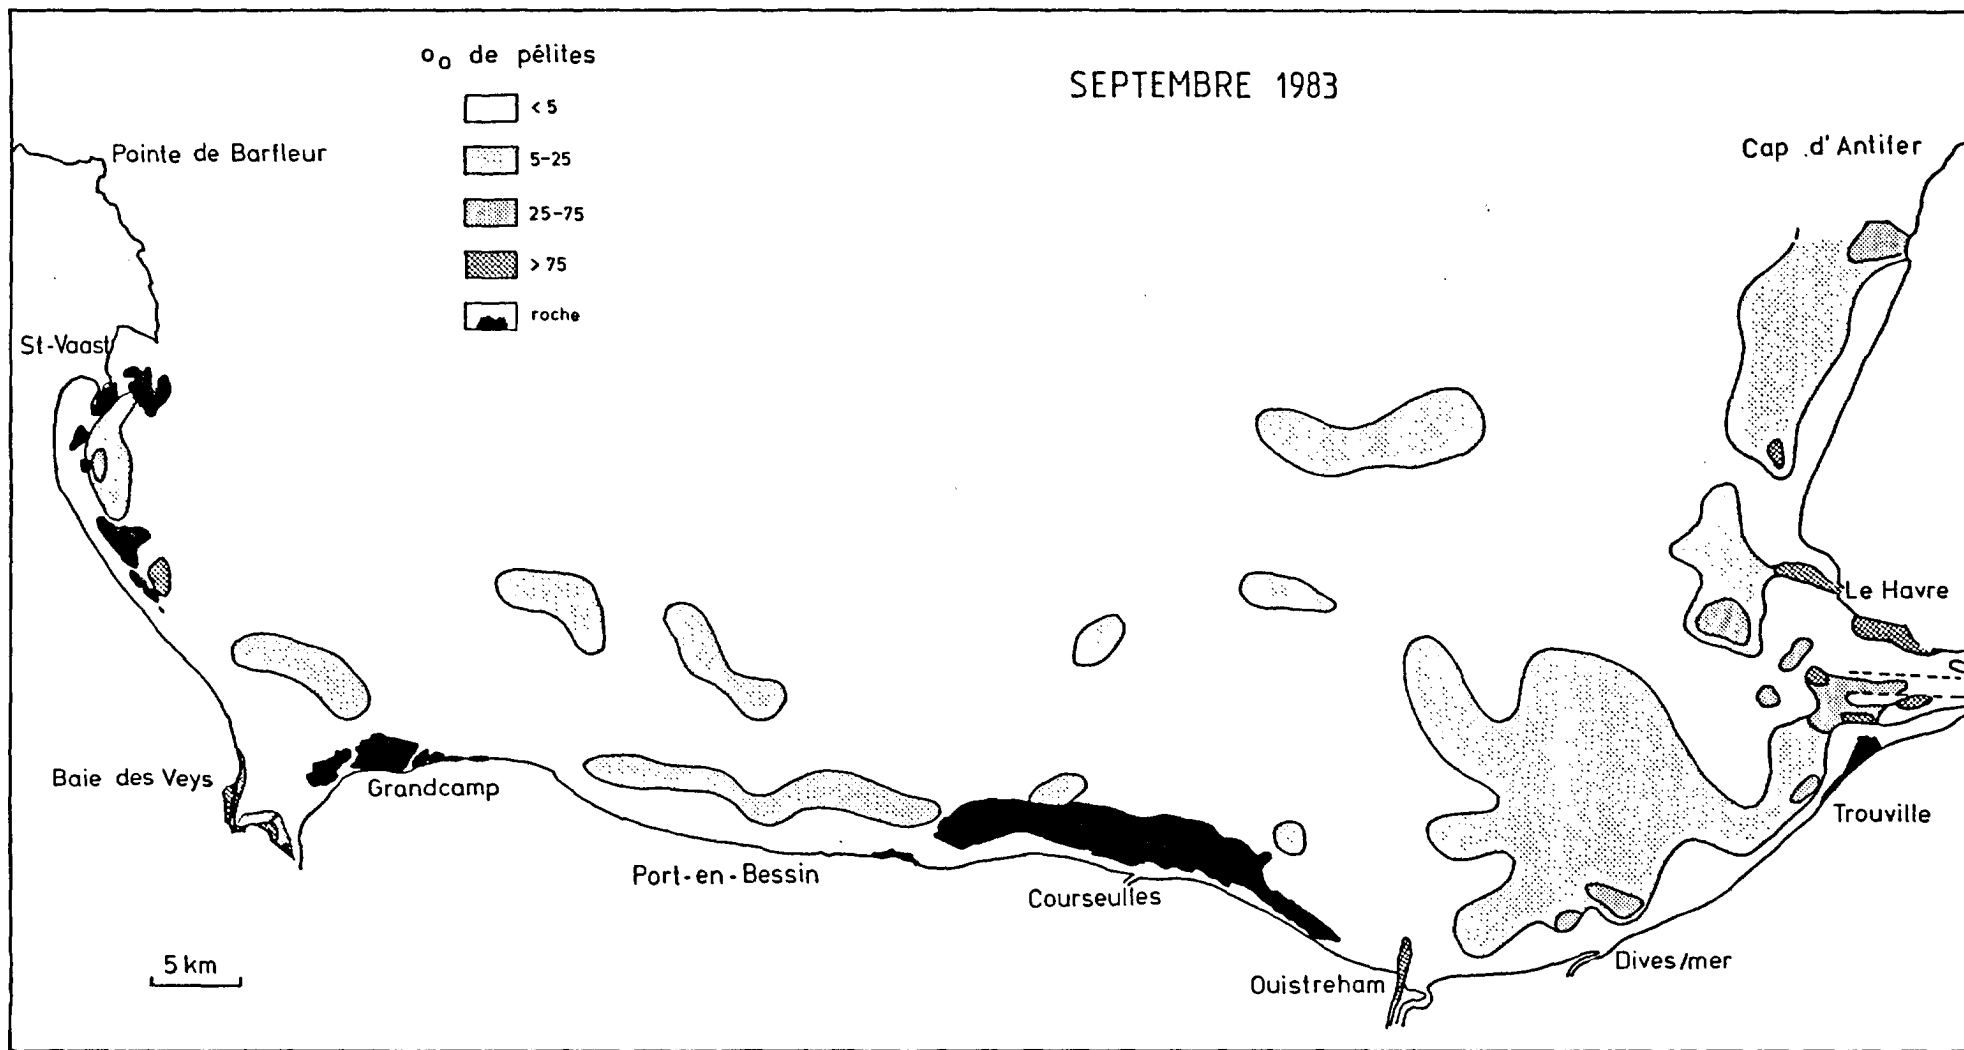 o₀ de pélites
< 5
5-25
25-75
> 75
roche
SEPTEMBRE 1983
Pointe de Barfleur
Cap d'Antifer
St-Vaast
Le Havre
Baie des Veys
Grandcamp
Trouville
Port-en-Bessin
Courseulles
5 km
Ouistreham
Dives/mer